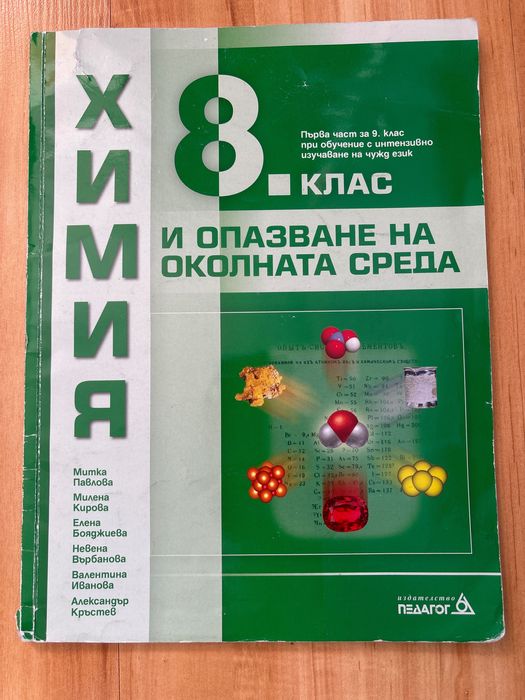 ХИМИЯ
8. КЛАС
Първа част за 9. клас
при обучение с интензивно
изучаване на чужд език
И ОПАЗВАНЕ НА
ОКОЛНАТА СРЕДА
Митка
Павлова
Милена
Кирова
Елена
Бояджиева
Невена
Върбанова
Валентина
Иванова
Александър
Кръстев
издателство
ПЕДАГОГ 6